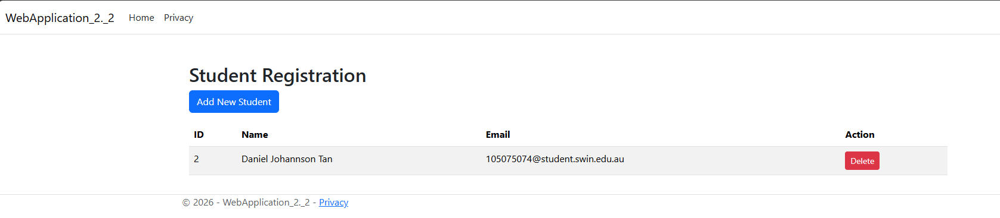 WebApplication_2._2 Home Privacy
Student Registration
Add New Student
ID Name Email Action
2 Daniel Johannson Tan 105075074@student.swin.edu.au Delete
© 2026 - WebApplication_2._2 - Privacy